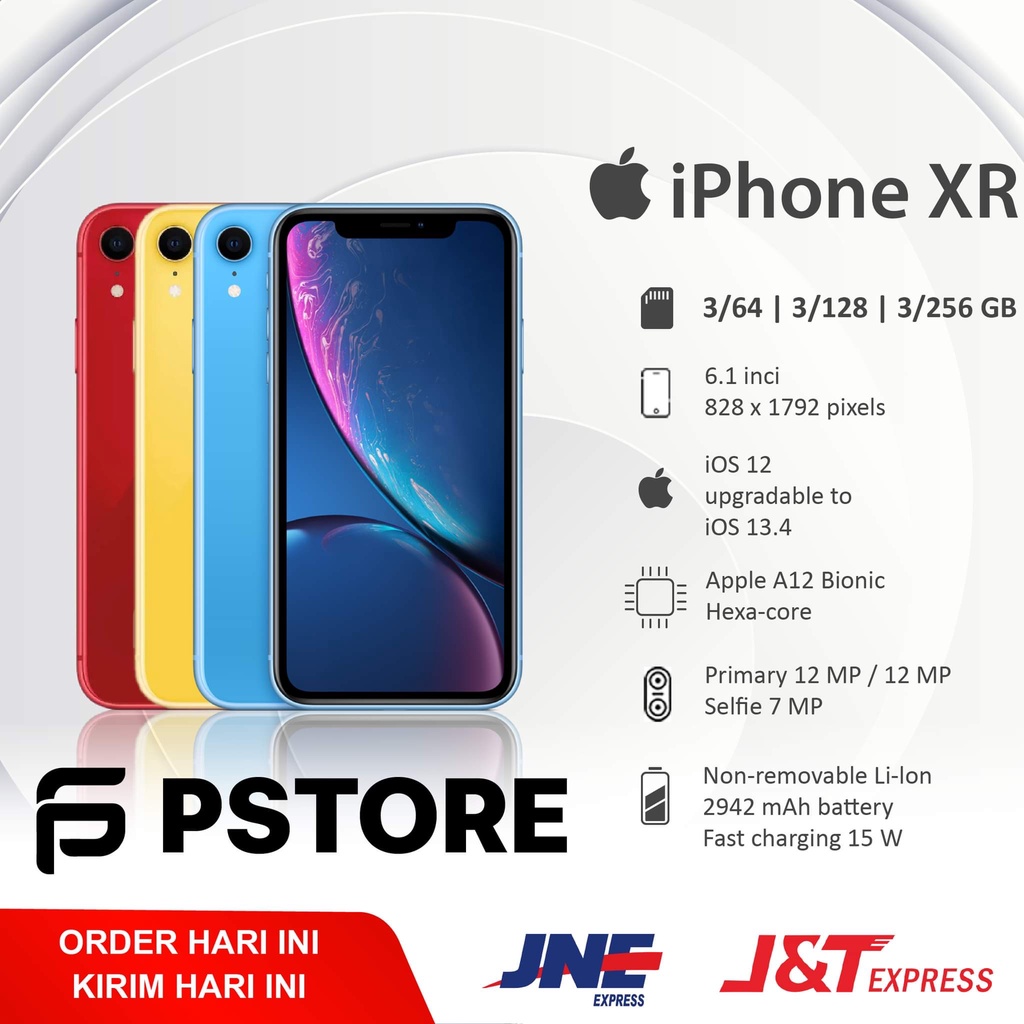 iPhone XR
3/64 | 3/128 | 3/256 GB
6.1 inci
828 x 1792 pixels
iOS 12
upgradable to
iOS 13.4
Apple A12 Bionic
Hexa-core
Primary 12 MP / 12 MP
Selfie 7 MP
Non-removable Li-Ion
2942 mAh battery
Fast charging 15 W
PSTORE
ORDER HARI INI
KIRIM HARI INI
JNE
EXPRESS
J&T EXPRESS